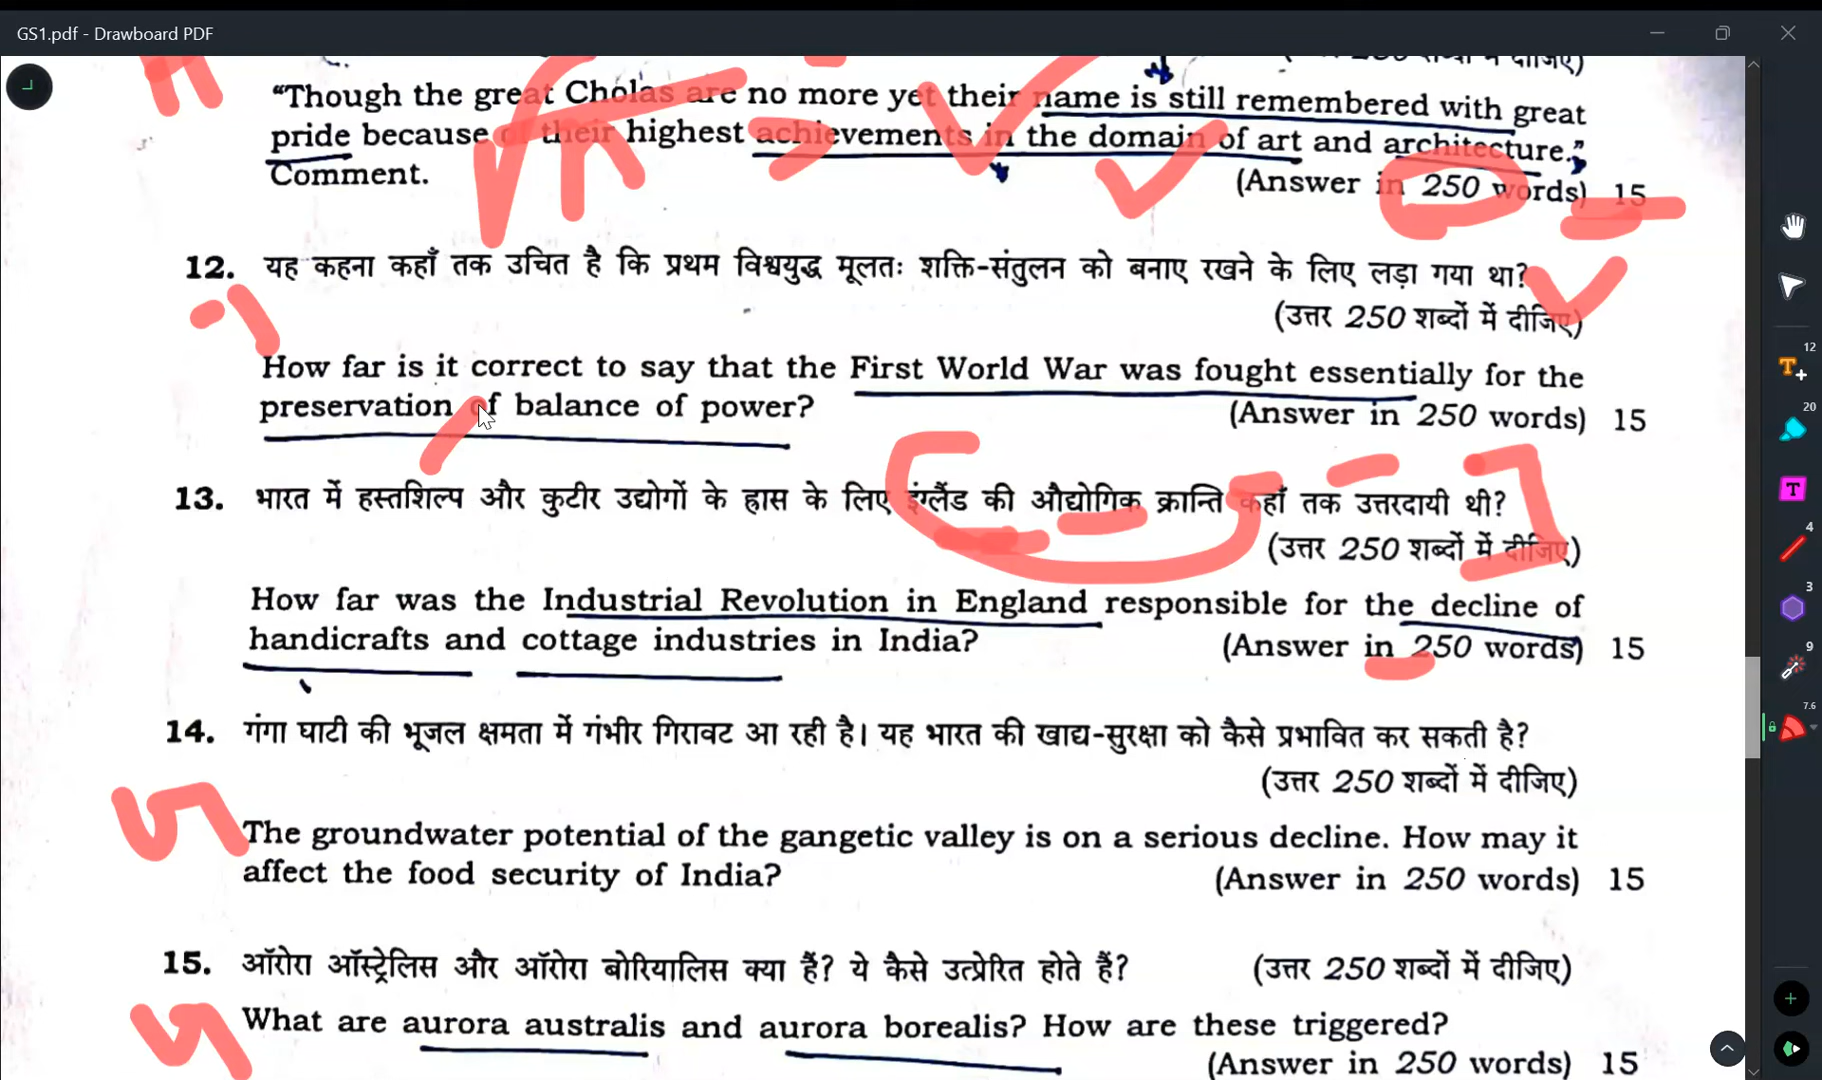 GS1.pdf - Drawboard PDF
"Though the great Cholas are no more yet their name is still remembered with great
pride because of their highest achievements in the domain of art and architecture."
Comment. (Answer in 250 words) 15
12. यह कहना कहाँ तक उचित है कि प्रथम विश्वयुद्ध मूलतः शक्ति-संतुलन को बनाए रखने के लिए लड़ा गया था?
(उत्तर 250 शब्दों में दीजिए)
How far is it correct to say that the First World War was fought essentially for the
preservation of balance of power? (Answer in 250 words) 15
13. भारत में हस्तशिल्प और कुटीर उद्योगों के ह्रास के लिए इंग्लैंड की औद्योगिक क्रान्ति कहाँ तक उत्तरदायी थी?
(उत्तर 250 शब्दों में दीजिए)
How far was the Industrial Revolution in England responsible for the decline of
handicrafts and cottage industries in India? (Answer in 250 words) 15
14. गंगा घाटी की भूजल क्षमता में गंभीर गिरावट आ रही है। यह भारत की खाद्य-सुरक्षा को कैसे प्रभावित कर सकती है?
(उत्तर 250 शब्दों में दीजिए)
The groundwater potential of the gangetic valley is on a serious decline. How may it
affect the food security of India? (Answer in 250 words) 15
15. ऑरोरा ऑस्ट्रेलिस और ऑरोरा बोरियालिस क्या हैं? ये कैसे उत्प्रेरित होते हैं? (उत्तर 250 शब्दों में दीजिए)
What are aurora australis and aurora borealis? How are these triggered?
(Answer in 250 words) 15
12
T
20
T
4
3
9
7.6